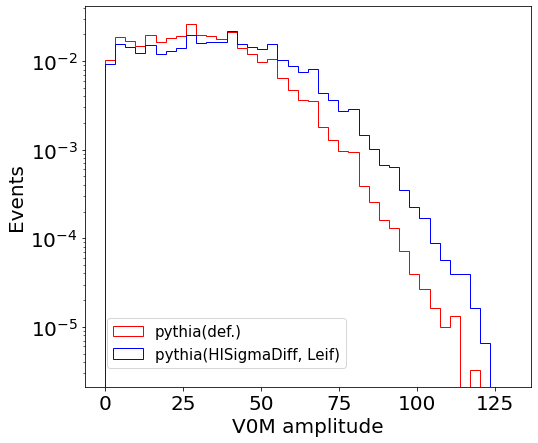 10⁻²
10⁻³
10⁻⁴
10⁻⁵
Events
pythia(def.)
pythia(HISigmaDiff, Leif)
0 25 50 75 100 125
V0M amplitude